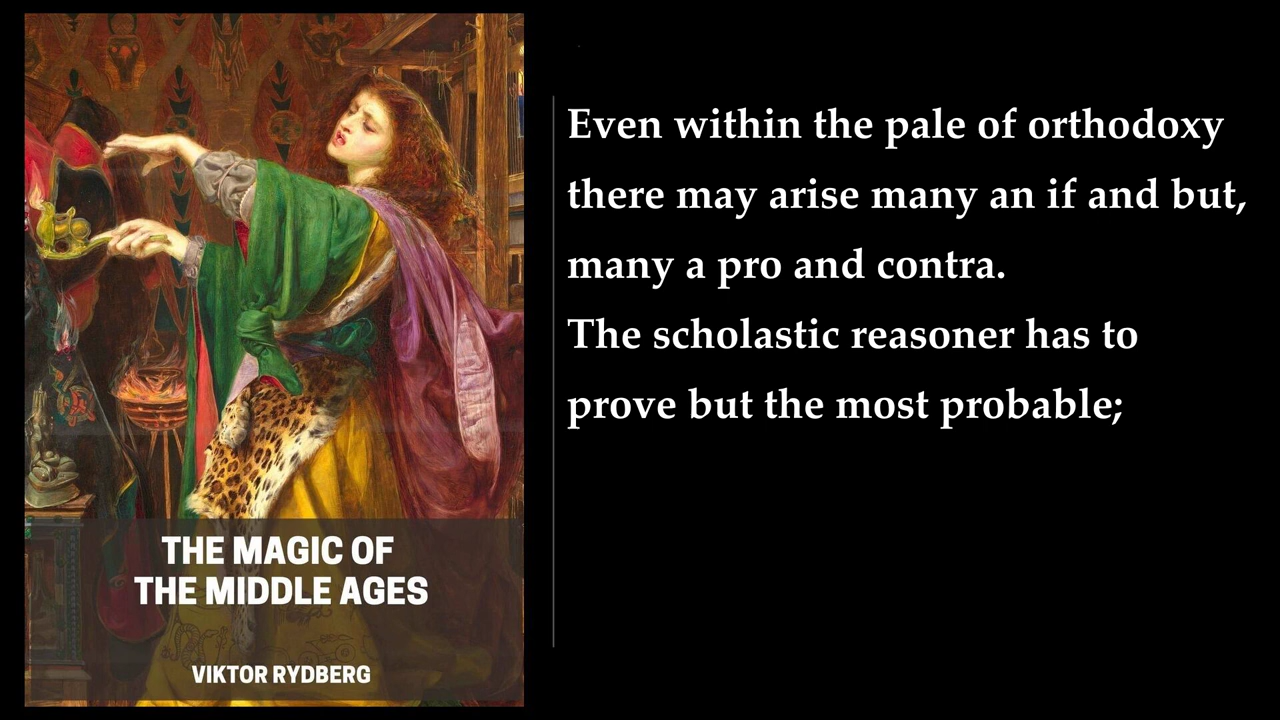 THE MAGIC OF
THE MIDDLE AGES
VIKTOR RYDBERG
Even within the pale of orthodoxy
there may arise many an if and but,
many a pro and contra.
The scholastic reasoner has to
prove but the most probable;